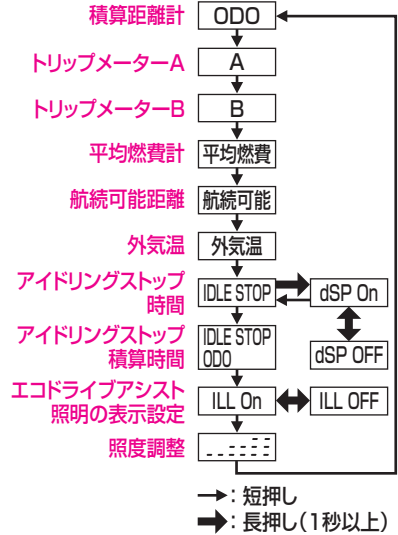 積算距離計 ODO
トリップメーターA A
トリップメーターB B
平均燃費計 平均燃費
航続可能距離 航続可能
外気温 外気温
アイドリングストップ
時間
IDLE STOP dSP On
dSP OFF
アイドリングストップ
積算時間
IDLE STOP
ODO
エコドライブアシスト
照明の表示設定
ILL On ILL OFF
照度調整
：短押し
：長押し（1秒以上）